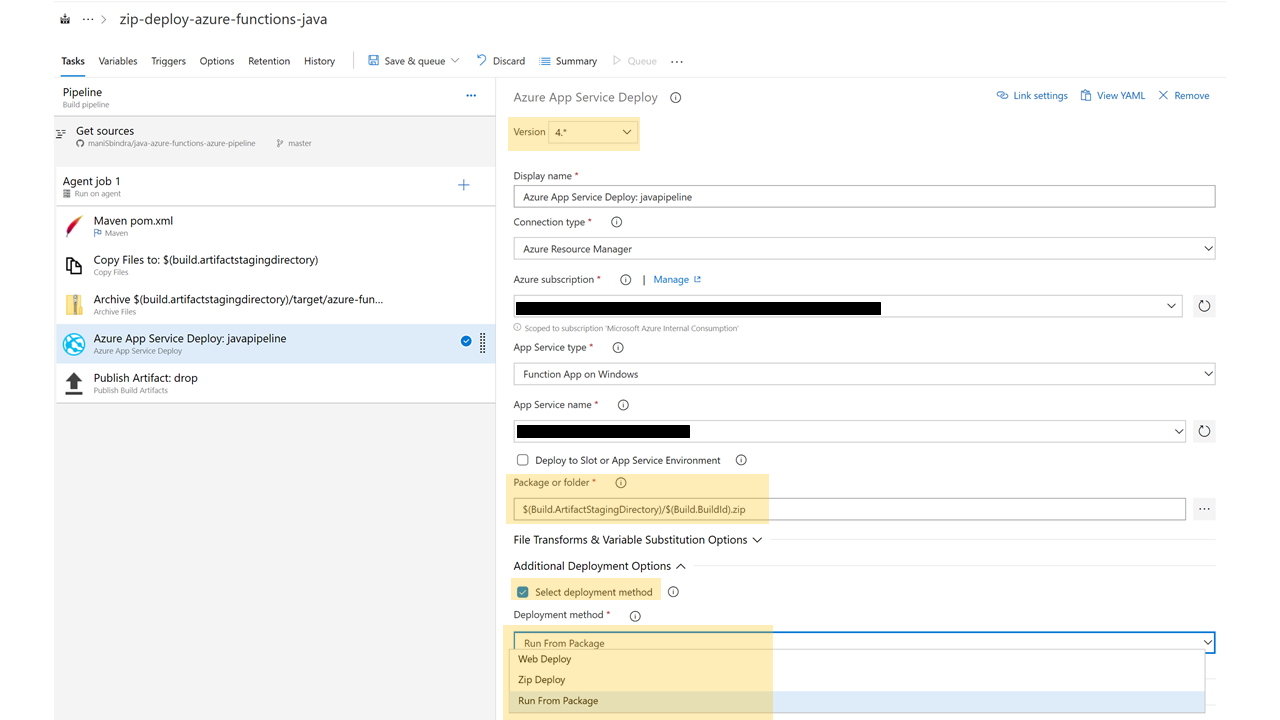 ··· > zip-deploy-azure-functions-java
Tasks Variables Triggers Options Retention History Save & queue Discard Summary Queue ···
Pipeline ···
Build pipeline
Get sources
maniSbindra/java-azure-functions-azure-pipeline master
Agent job 1 +
Run on agent
Maven pom.xml
Maven
Copy Files to: $(build.artifactstagingdirectory)
Copy Files
Archive $(build.artifactstagingdirectory)/target/azure-fun...
Archive Files
Azure App Service Deploy: javapipeline
Azure App Service Deploy
Publish Artifact: drop
Publish Build Artifacts
Azure App Service Deploy Link settings View YAML Remove
Version 4.*
Display name *
Azure App Service Deploy: javapipeline
Connection type *
Azure Resource Manager
Azure subscription * | Manage
Scoped to subscription 'Microsoft Azure Internal Consumption'
App Service type *
Function App on Windows
App Service name *
Deploy to Slot or App Service Environment
Package or folder *
$(Build.ArtifactStagingDirectory)/$(Build.BuildId).zip ···
File Transforms & Variable Substitution Options
Additional Deployment Options
Select deployment method
Deployment method *
Run From Package
Web Deploy
Zip Deploy
Run From Package